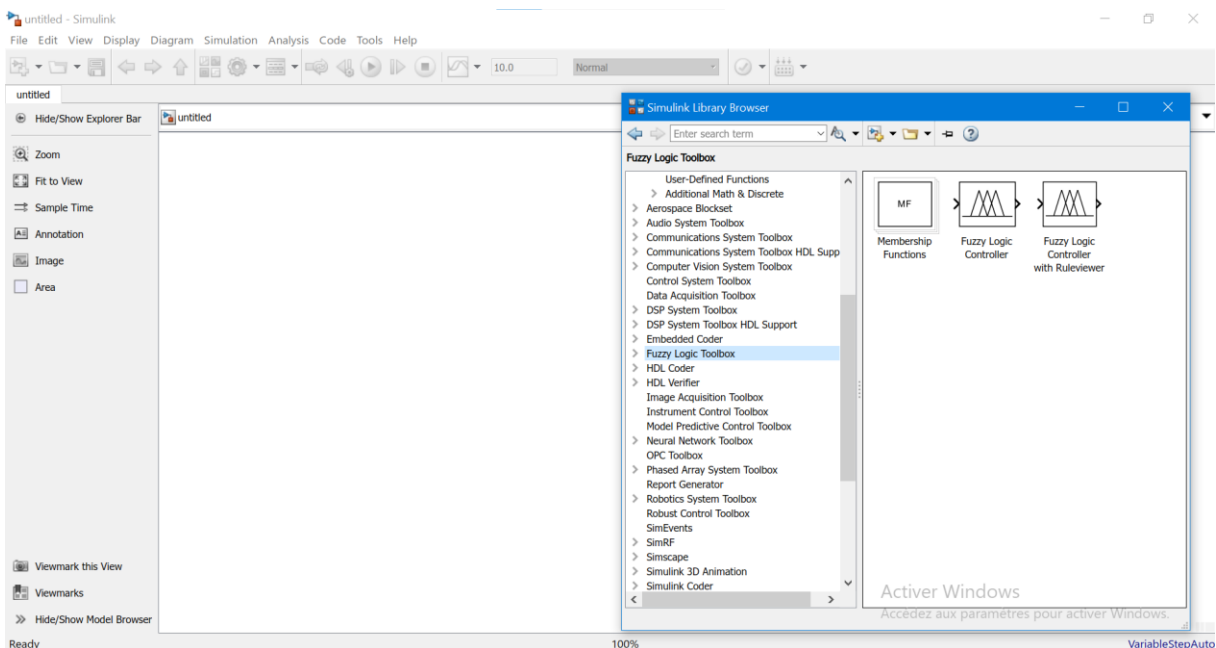 untitled - Simulink
File Edit View Display Diagram Simulation Analysis Code Tools Help
10.0 Normal
untitled
Hide/Show Explorer Bar
untitled
Zoom
Fit to View
Sample Time
Annotation
Image
Area
Viewmark this View
Viewmarks
Hide/Show Model Browser
Ready
100%
VariableStepAuto
Simulink Library Browser
Enter search term
Fuzzy Logic Toolbox
User-Defined Functions
Additional Math & Discrete
Aerospace Blockset
Audio System Toolbox
Communications System Toolbox
Communications System Toolbox HDL Supp
Computer Vision System Toolbox
Control System Toolbox
Data Acquisition Toolbox
DSP System Toolbox
DSP System Toolbox HDL Support
Embedded Coder
Fuzzy Logic Toolbox
HDL Coder
HDL Verifier
Image Acquisition Toolbox
Instrument Control Toolbox
Model Predictive Control Toolbox
Neural Network Toolbox
OPC Toolbox
Phased Array System Toolbox
Report Generator
Robotics System Toolbox
Robust Control Toolbox
SimEvents
SimRF
Simscape
Simulink 3D Animation
Simulink Coder
MF
Membership
Functions
Fuzzy Logic
Controller
Fuzzy Logic
Controller
with Ruleviewer
Activer Windows
Accédez aux paramètres pour activer Windows.